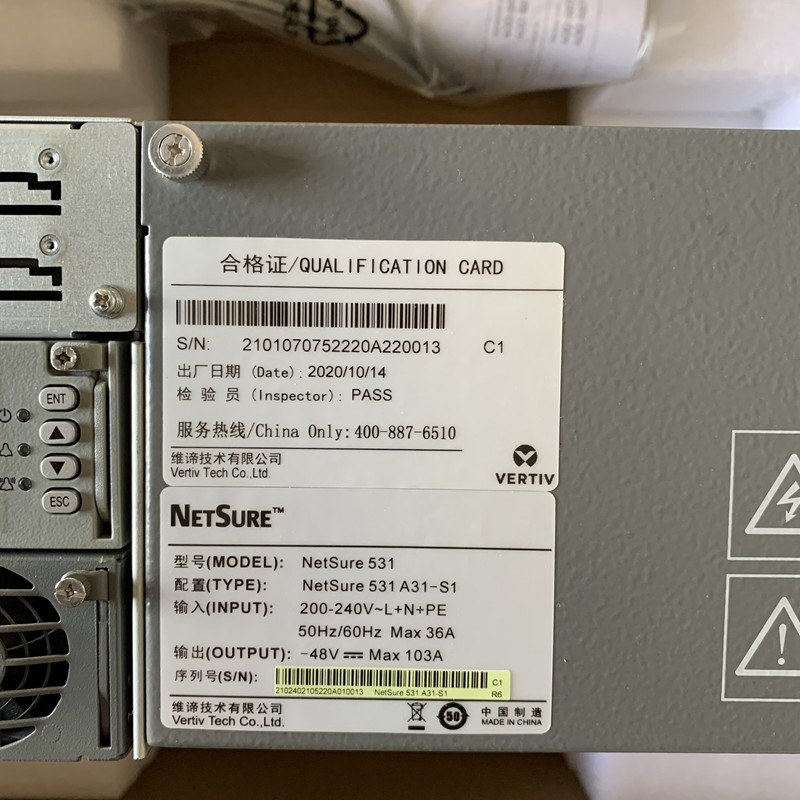 合格证/QUALIFICATION CARD
S/N: 2101070752220A220013 C1
出厂日期 (Date): 2020/10/14
检 验 员 (Inspector): PASS
服务热线/China Only: 400-887-6510
维谛技术有限公司
Vertiv Tech Co.,Ltd.
VERTIV
ENT
ESC
NETSURE™
型号(MODEL): NetSure 531
配置(TYPE): NetSure 531 A31-S1
输入(INPUT): 200-240V~L+N+PE
50Hz/60Hz Max 36A
输出(OUTPUT): -48V⎓ Max 103A
序列号(S/N):
C1
2102402105220A010013 NetSure 531 A31-S1 R6
维谛技术有限公司
Vertiv Tech Co.,Ltd.
50
中国制造
MADE IN CHINA